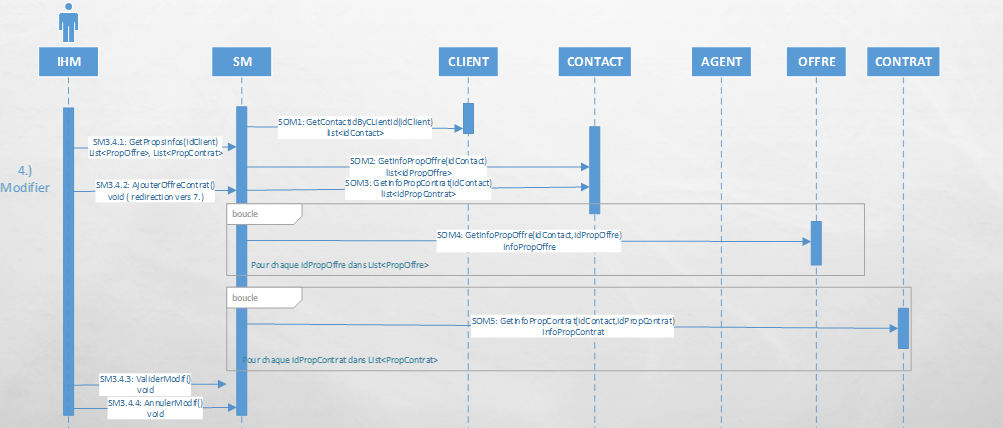 IHM
SM
CLIENT
CONTACT
AGENT
OFFRE
CONTRAT
4.)
Modifier
SOM1: GetContactIdByCLientId(idClient)
list<idContact>
SM3.4.1: GetPropsInfos(idClient)
List<PropOffre>, List<PropContrat>
SOM2: GetInfoPropOffre(idContact)
list<idPropOffre>
SOM3: GetInfoPropContrat(idContact)
list<idPropContrat>
SM3.4.2: AjouterOffreContrat()
void ( redirection vers 7.)
boucle
SOM4: GetInfoPropOffre(idContact,idPropOffre)
InfoPropOffre
Pour chaque idPropOffre dans List<PropOffre>
boucle
SOM5: GetInfoPropContrat(idContact,idPropContrat)
InfoPropContrat
Pour chaque idPropContrat dans List<PropContrat>
SM3.4.3: ValiderModif()
void
SM3.4.4: AnnulerModif()
void